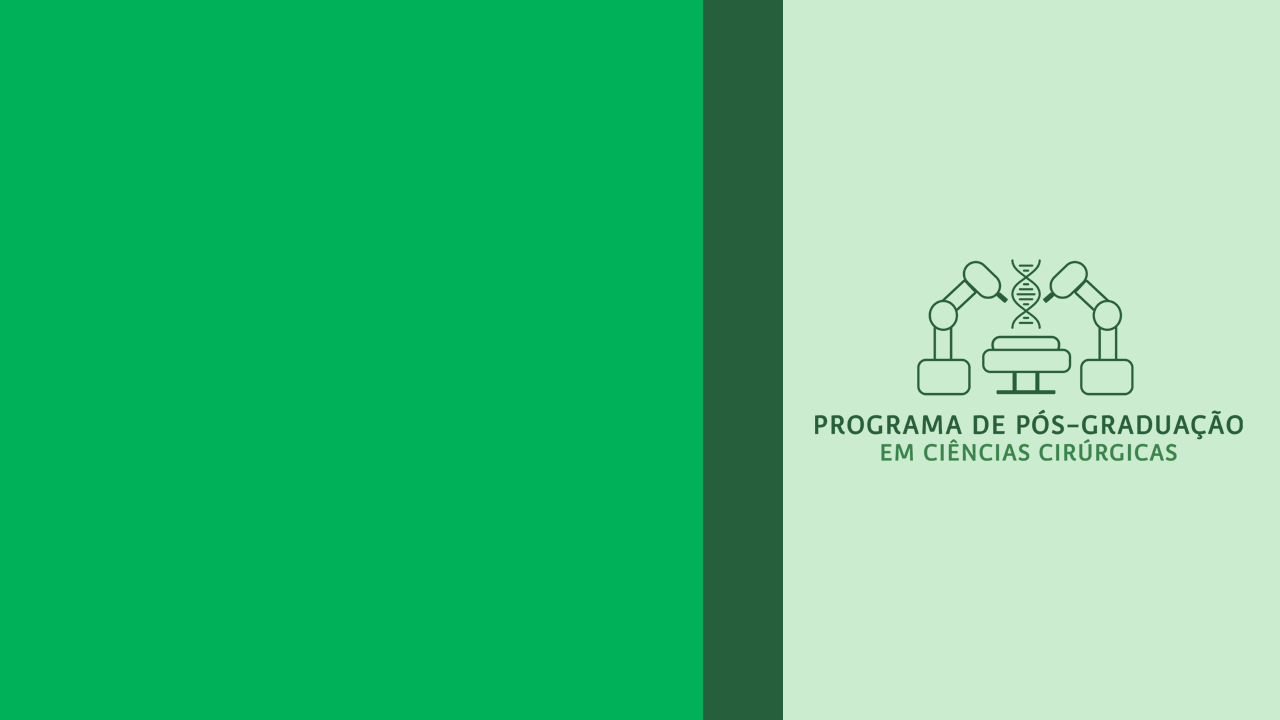 PROGRAMA DE PÓS-GRADUAÇÃO
EM CIÊNCIAS CIRÚRGICAS